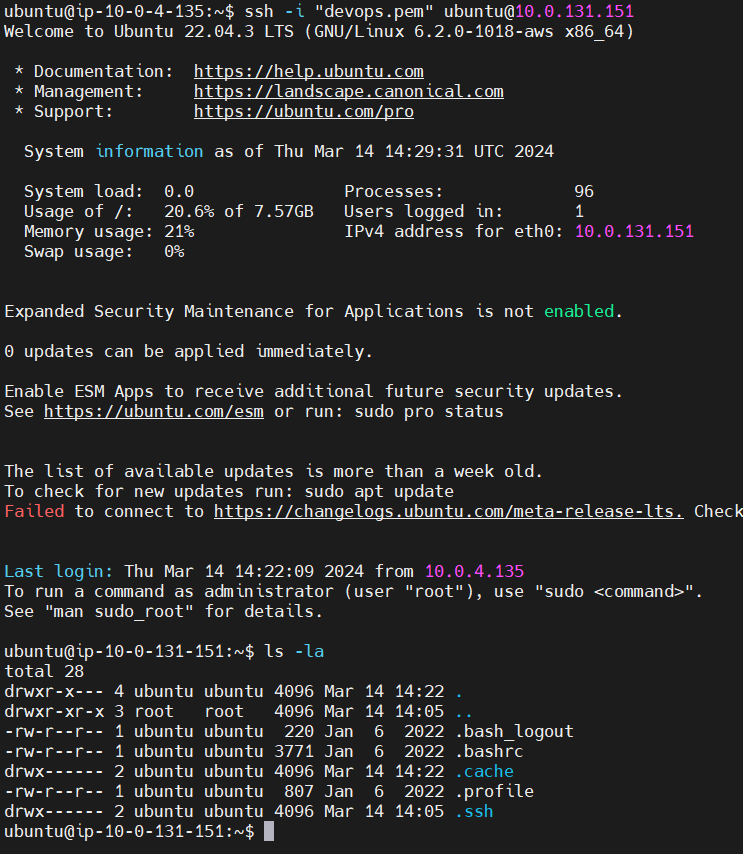 ubuntu@ip-10-0-4-135:~$ ssh -i "devops.pem" ubuntu@10.0.131.151
Welcome to Ubuntu 22.04.3 LTS (GNU/Linux 6.2.0-1018-aws x86_64)

 * Documentation:  https://help.ubuntu.com
 * Management:     https://landscape.canonical.com
 * Support:        https://ubuntu.com/pro

  System information as of Thu Mar 14 14:29:31 UTC 2024

  System load:  0.0               Processes:             96
  Usage of /:   20.6% of 7.57GB   Users logged in:       1
  Memory usage: 21%               IPv4 address for eth0: 10.0.131.151
  Swap usage:   0%


Expanded Security Maintenance for Applications is not enabled.

0 updates can be applied immediately.

Enable ESM Apps to receive additional future security updates.
See https://ubuntu.com/esm or run: sudo pro status


The list of available updates is more than a week old.
To check for new updates run: sudo apt update
Failed to connect to https://changelogs.ubuntu.com/meta-release-lts. Check


Last login: Thu Mar 14 14:22:09 2024 from 10.0.4.135
To run a command as administrator (user "root"), use "sudo <command>".
See "man sudo_root" for details.

ubuntu@ip-10-0-131-151:~$ ls -la
total 28
drwxr-x--- 4 ubuntu ubuntu 4096 Mar 14 14:22 .
drwxr-xr-x 3 root   root   4096 Mar 14 14:05 ..
-rw-r--r-- 1 ubuntu ubuntu  220 Jan  6  2022 .bash_logout
-rw-r--r-- 1 ubuntu ubuntu 3771 Jan  6  2022 .bashrc
drwx------ 2 ubuntu ubuntu 4096 Mar 14 14:22 .cache
-rw-r--r-- 1 ubuntu ubuntu  807 Jan  6  2022 .profile
drwx------ 2 ubuntu ubuntu 4096 Mar 14 14:05 .ssh
ubuntu@ip-10-0-131-151:~$